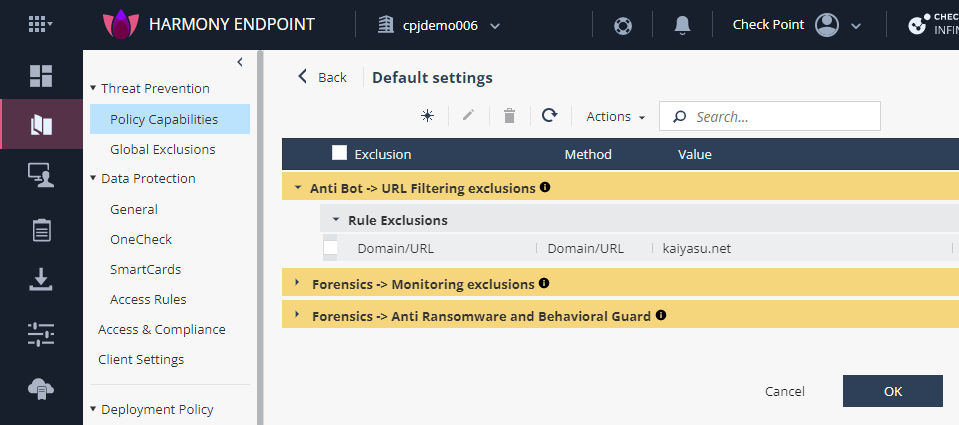 HARMONY ENDPOINT
cpjdemo006
Check Point
CHEC
INFIN
Threat Prevention
Policy Capabilities
Global Exclusions
Data Protection
General
OneCheck
SmartCards
Access Rules
Access & Compliance
Client Settings
Deployment Policy
Back Default settings
Actions Search...
Exclusion Method Value
Anti Bot -> URL Filtering exclusions
Rule Exclusions
Domain/URL Domain/URL kaiyasu.net
Forensics -> Monitoring exclusions
Forensics -> Anti Ransomware and Behavioral Guard
Cancel OK